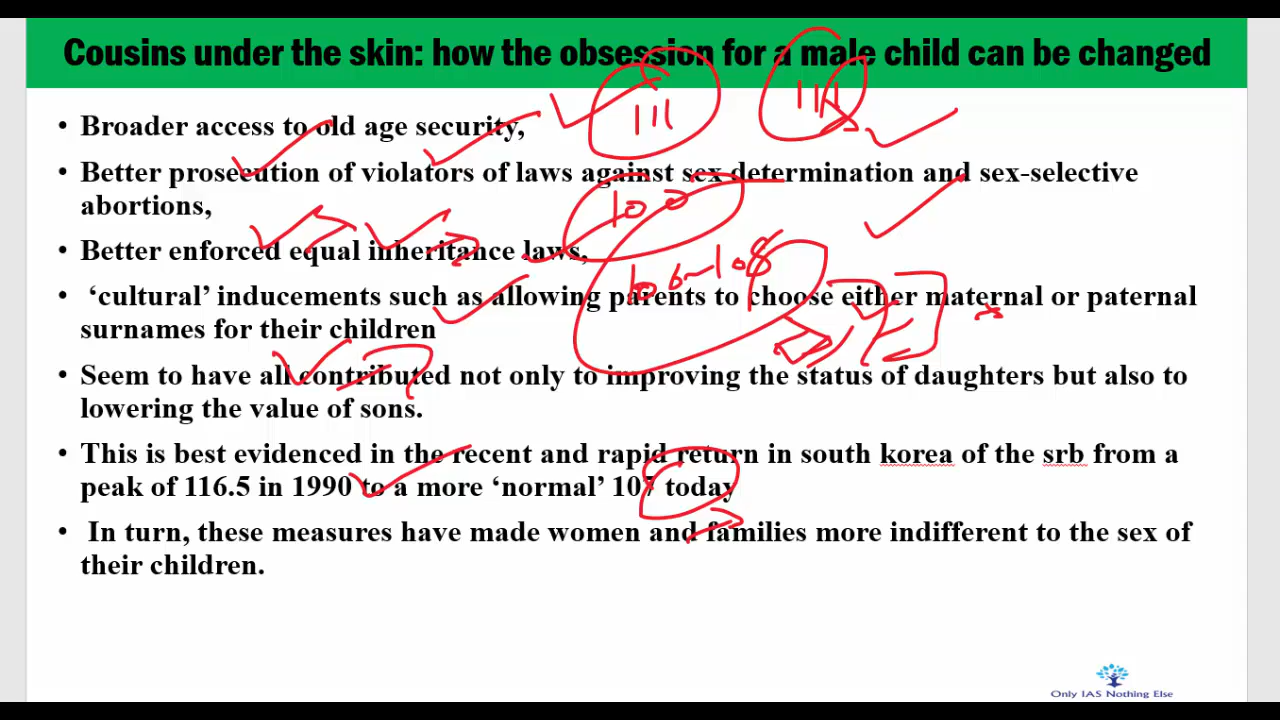 Cousins under the skin: how the obsession for a male child can be changed
• Broader access to old age security,
• Better prosecution of violators of laws against sex determination and sex-selective
abortions,
• Better enforced equal inheritance laws,
• ‘cultural’ inducements such as allowing parents to choose either maternal or paternal
surnames for their children
• Seem to have all contributed not only to improving the status of daughters but also to
lowering the value of sons.
• This is best evidenced in the recent and rapid return in south korea of the srb from a
peak of 116.5 in 1990 to a more ‘normal’ 107 today
• In turn, these measures have made women and families more indifferent to the sex of
their children.
111
111
100
106-108
Only IAS Nothing Else